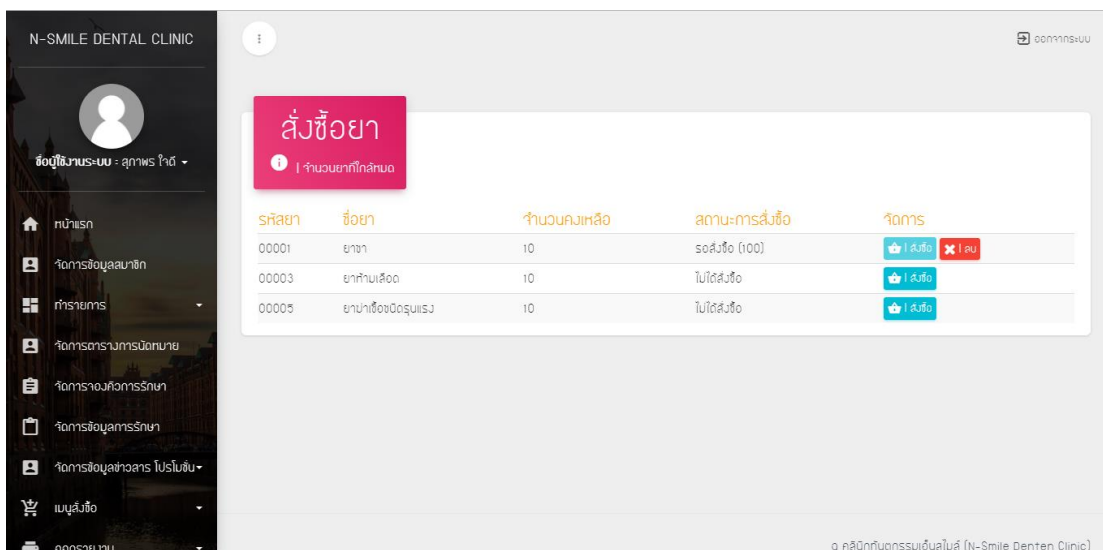 N-SMILE DENTAL CLINIC
ออกจากระบบ
ชื่อผู้ใช้งานระบบ : สุภาพร ใจดี
สั่งซื้อยา
| จำนวนยาที่ใกล้หมด
หน้าแรก
จัดการข้อมูลสมาชิก
ทำรายการ
จัดการตารางการนัดหมาย
จัดการจองคิวการรักษา
จัดการข้อมูลการรักษา
จัดการข้อมูลข่าวสาร โปรโมชั่น
เมนูสั่งซื้อ
ออกรายงาน
รหัสยา ชื่อยา จำนวนคงเหลือ สถานะการสั่งซื้อ จัดการ
00001 ยาชา 10 รอสั่งซื้อ (100) | สั่งซื้อ | ลบ
00003 ยาห้ามเลือด 10 ไม่ได้สั่งซื้อ | สั่งซื้อ
00005 ยาฆ่าเชื้อชนิดรุนแรง 10 ไม่ได้สั่งซื้อ | สั่งซื้อ
คลินิกทันตกรรมเอ็นสไมล์ (N-Smile Denten Clinic)